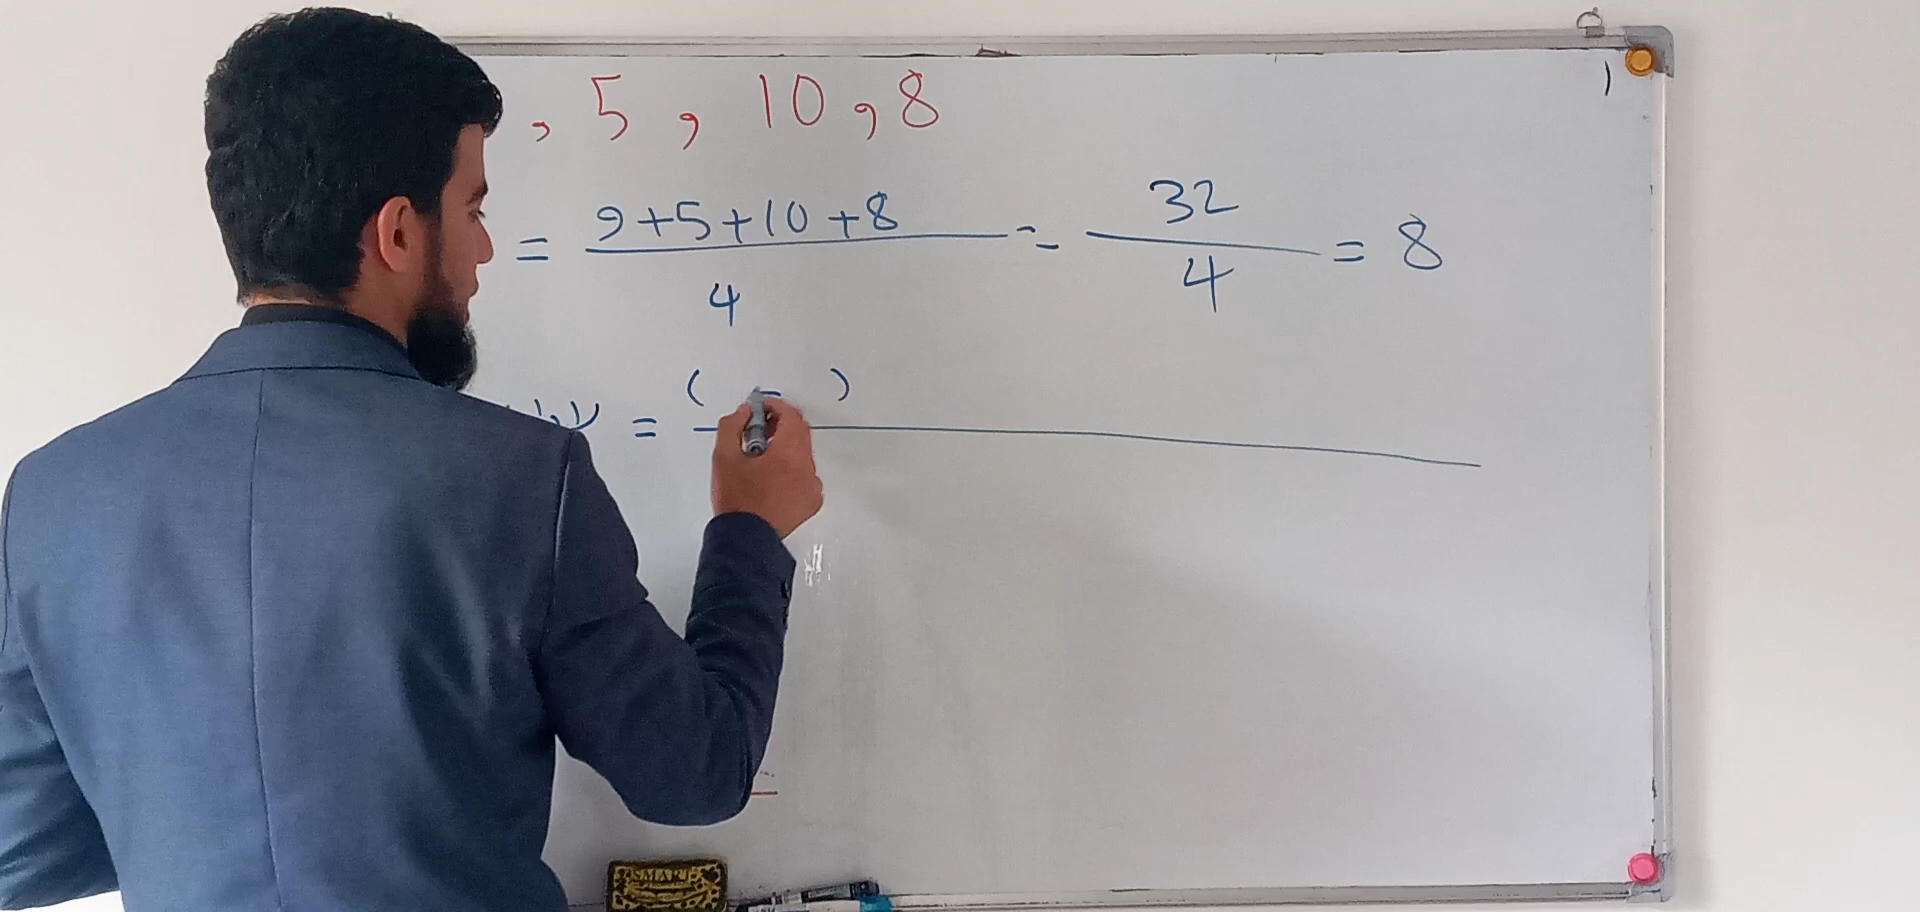 , 5 , 10 , 8
= 9+5+10+8 / 4 = 32 / 4 = 8
= ( - )
SMART